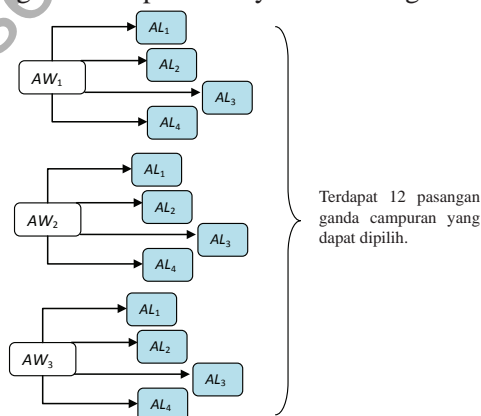 AL₁
AL₂
AW₁
AL₃
AL₄
AL₁
AL₂
AW₂
AL₃
AL₄
Terdapat 12 pasangan
ganda campuran yang
dapat dipilih.
AL₁
AL₂
AW₃
AL₃
AL₄